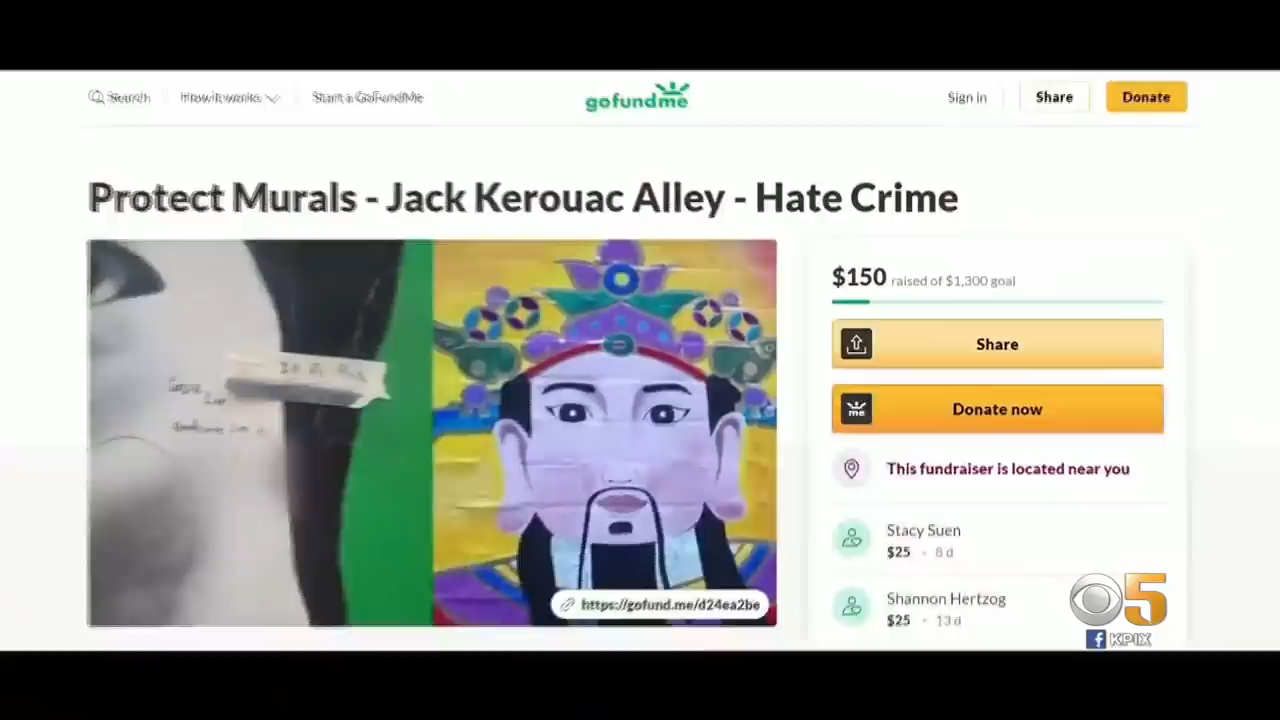 Search
How it works
Start a GoFundMe
gofundme
Sign in
Share
Donate
Protect Murals - Jack Kerouac Alley - Hate Crime
$150 raised of $1,300 goal
Share
me
Donate now
This fundraiser is located near you
Stacy Suen
$25 • 8 d
Shannon Hertzog
$25 • 13 d
https://gofund.me/d24ea2be
5
f KPIX